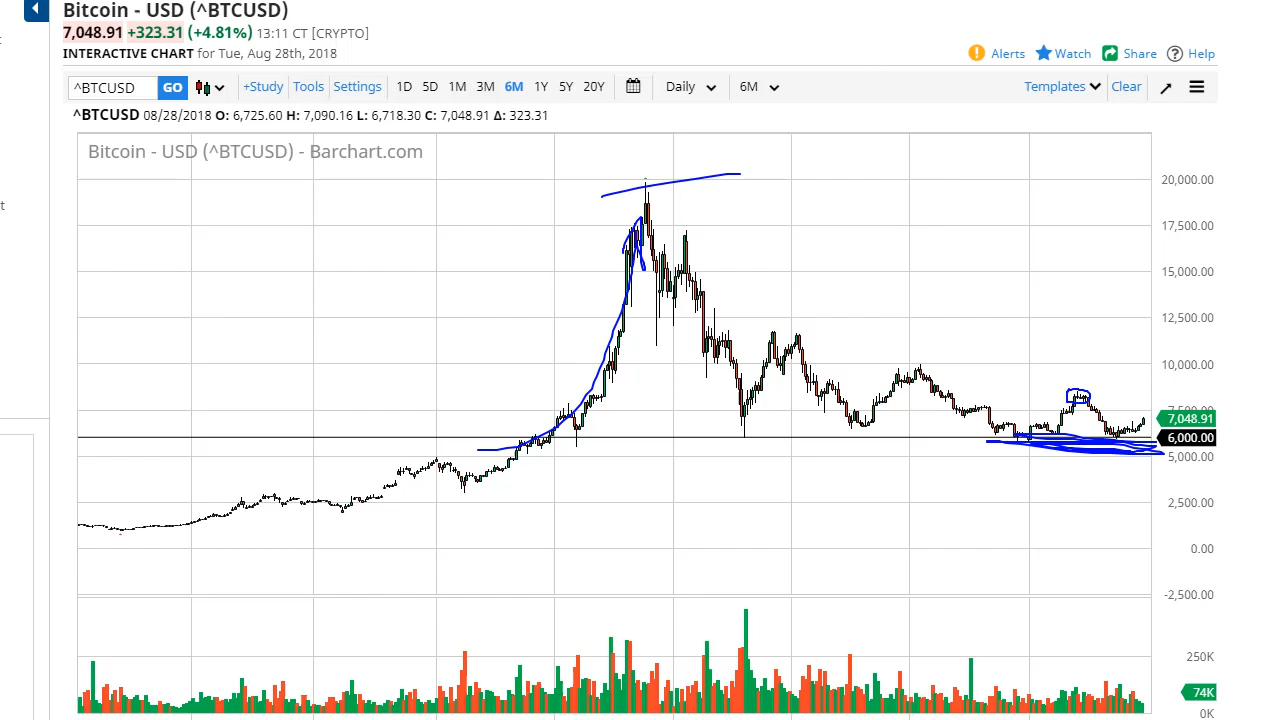 Bitcoin - USD (^BTCUSD)
7,048.91 +323.31 (+4.81%) 13:11 CT [CRYPTO]
INTERACTIVE CHART for Tue, Aug 28th, 2018
Alerts Watch Share Help
^BTCUSD GO +Study Tools Settings 1D 5D 1M 3M 6M 1Y 5Y 20Y Daily 6M Templates Clear
^BTCUSD 08/28/2018 O: 6,725.60 H: 7,090.16 L: 6,718.30 C: 7,048.91 Δ: 323.31
Bitcoin - USD (^BTCUSD) - Barchart.com
20,000.00
t
17,500.00
15,000.00
12,500.00
10,000.00
7,048.91
6,000.00
5,000.00
2,500.00
0.00
-2,500.00
250K
74K
0K